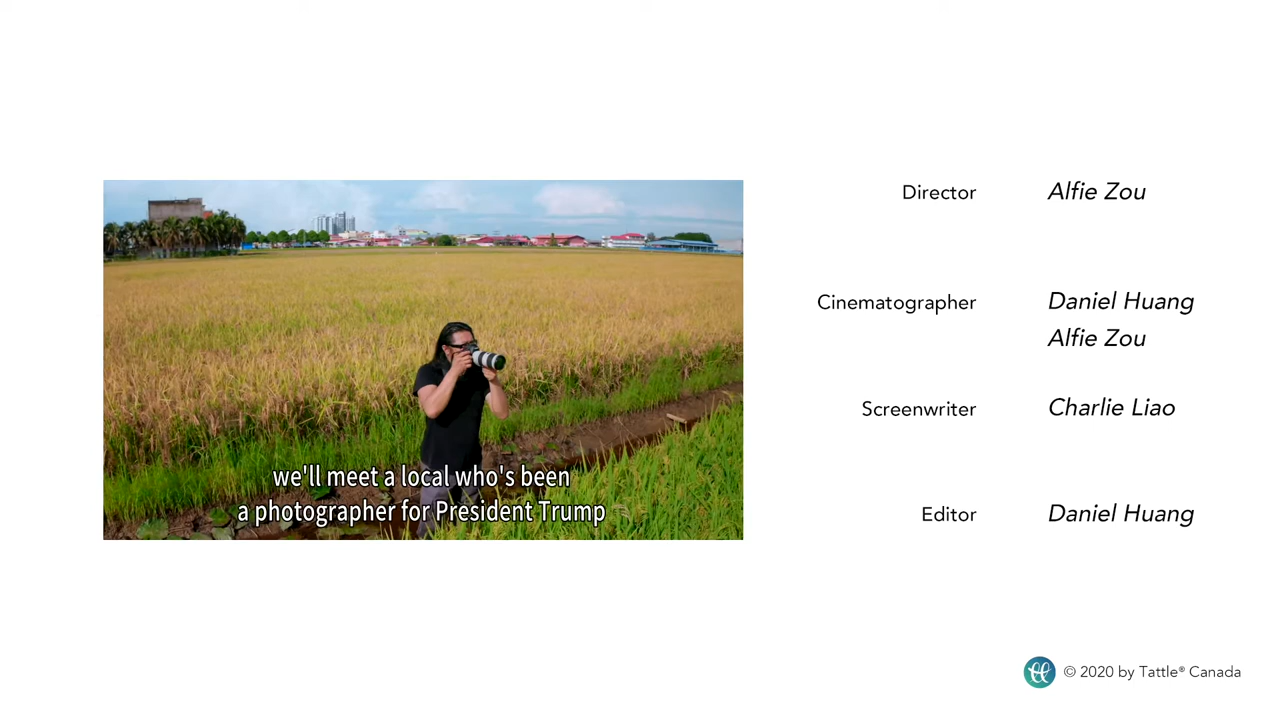 we'll meet a local who's been
a photographer for President Trump
Director Alfie Zou
Cinematographer Daniel Huang
Alfie Zou
Screenwriter Charlie Liao
Editor Daniel Huang
© 2020 by Tattle® Canada